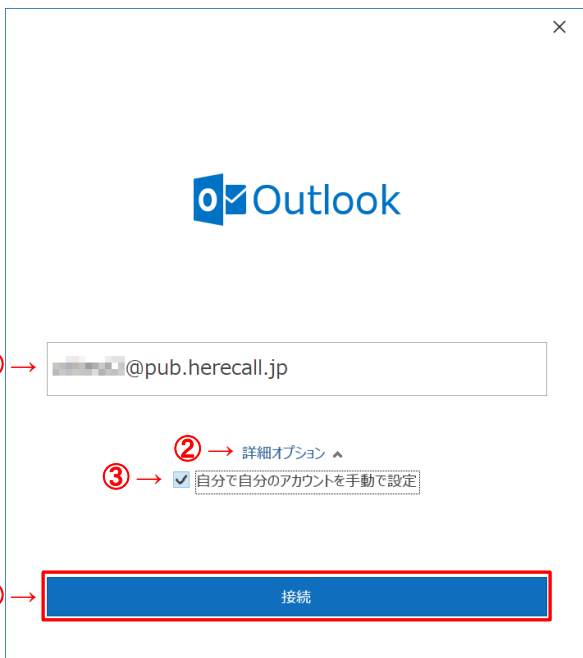 Outlook
@pub.herecall.jp
② → 詳細オプション
③ → 自分で自分のアカウントを手動で設定
接続